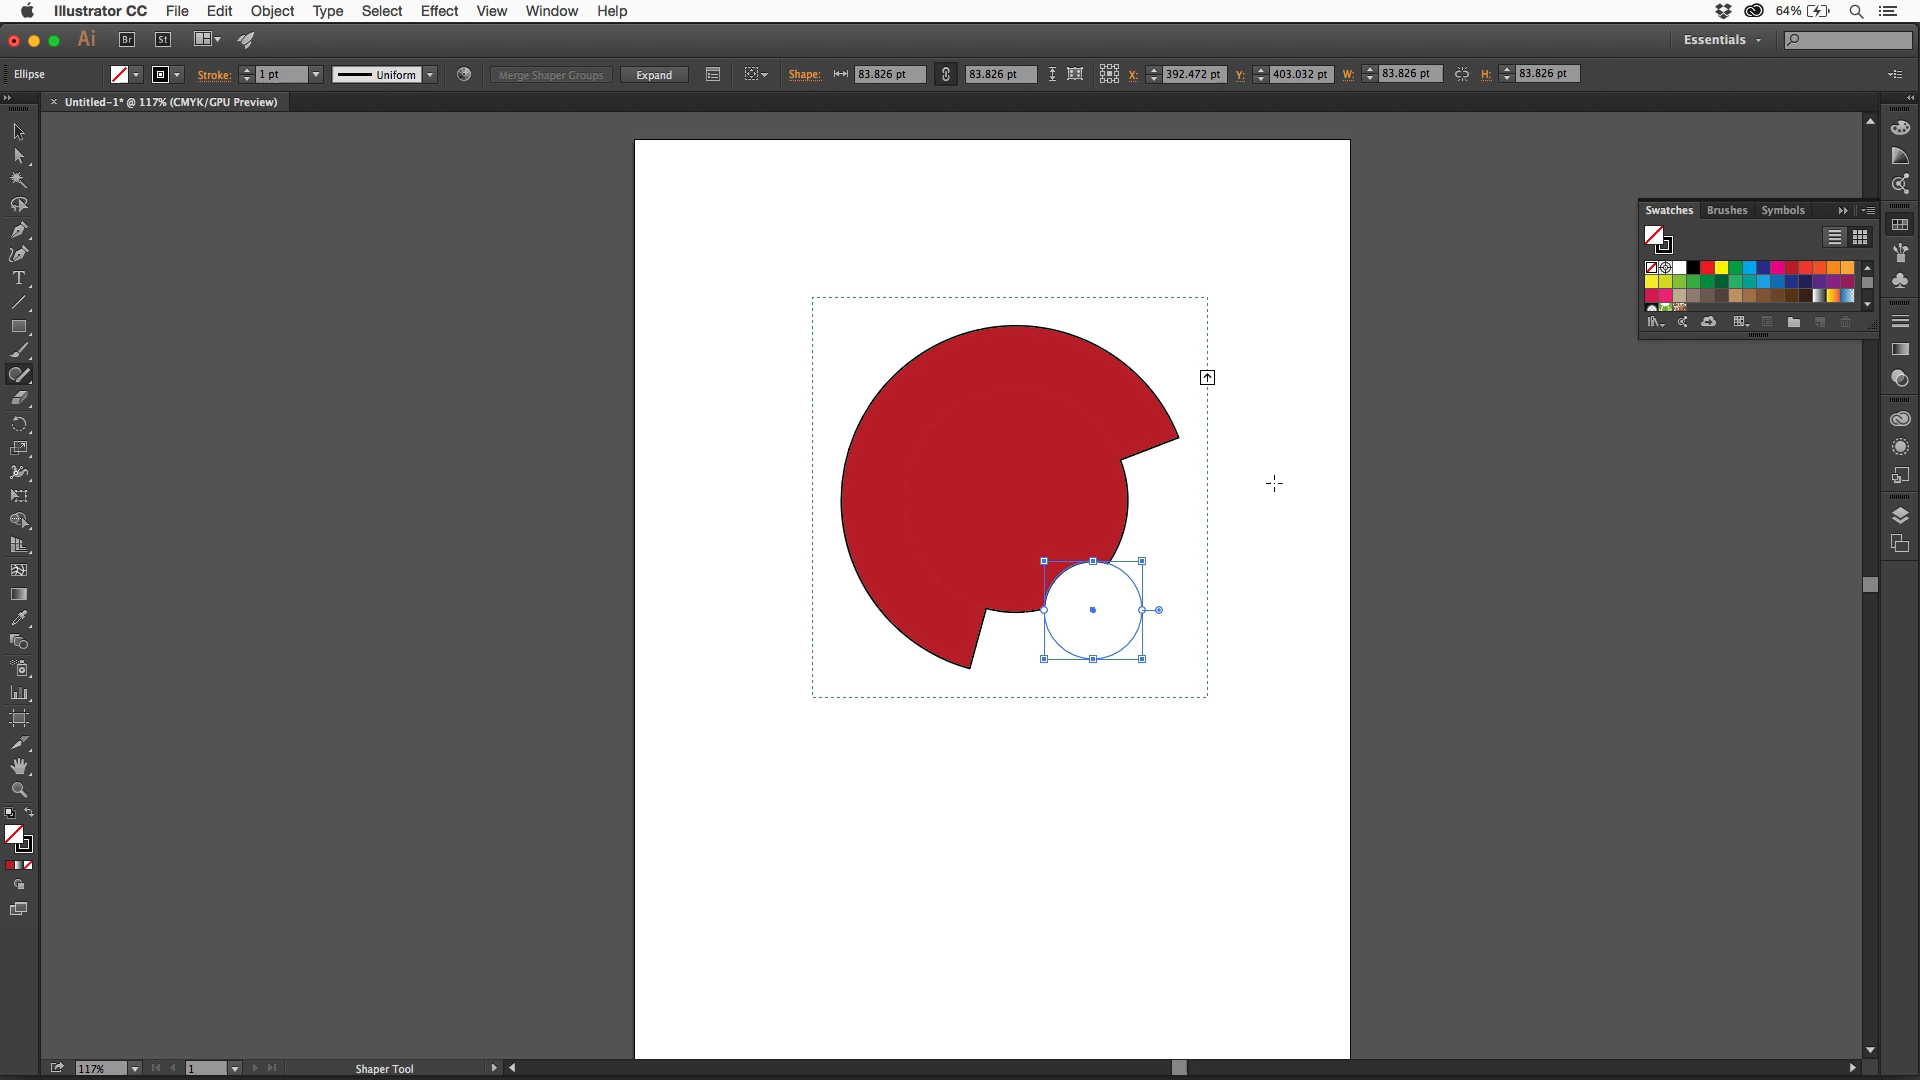 Illustrator CC File Edit Object Type Select Effect View Window Help 64%
Ai Br St Essentials
Ellipse Stroke: 1 pt Uniform Merge Shaper Groups Expand Shape: 83.826 pt 83.826 pt X: 392.472 pt Y: 403.032 pt W: 83.826 pt H: 83.826 pt
× Untitled-1* @ 117% (CMYK/GPU Preview)
Swatches Brushes Symbols
T
117% 1 Shaper Tool